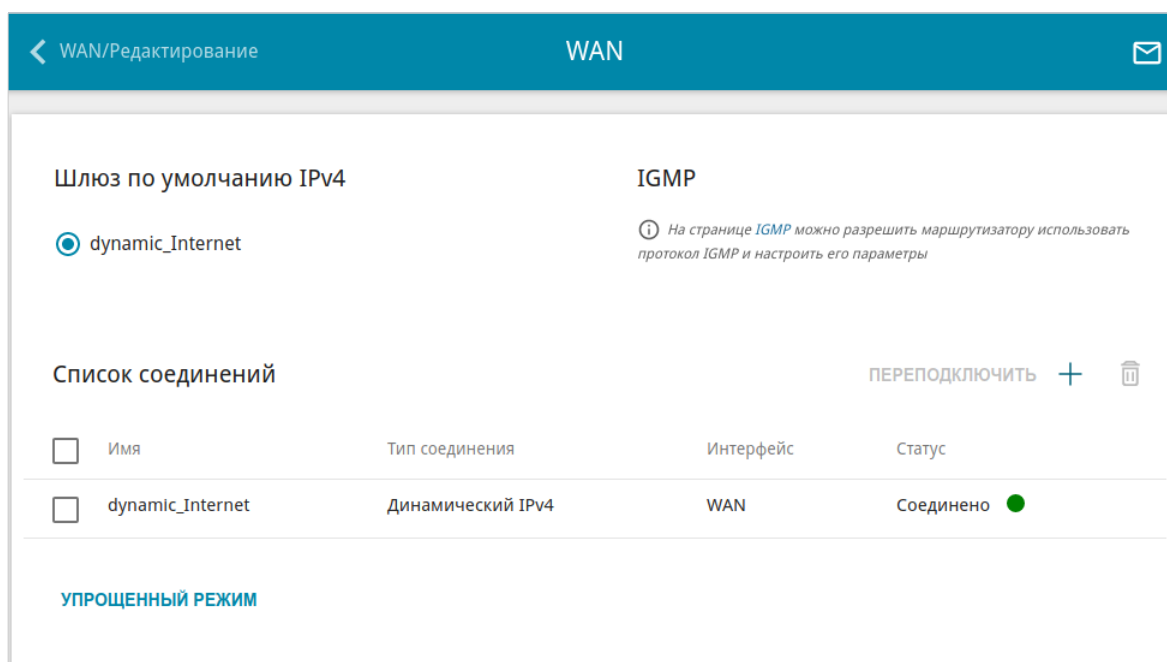 WAN/Редактирование
WAN
Шлюз по умолчанию IPv4
dynamic_Internet
IGMP
На странице IGMP можно разрешить маршрутизатору использовать
протокол IGMP и настроить его параметры
Список соединений
ПЕРЕПОДКЛЮЧИТЬ
Имя Тип соединения Интерфейс Статус
dynamic_Internet Динамический IPv4 WAN Соединено
УПРОЩЕННЫЙ РЕЖИМ